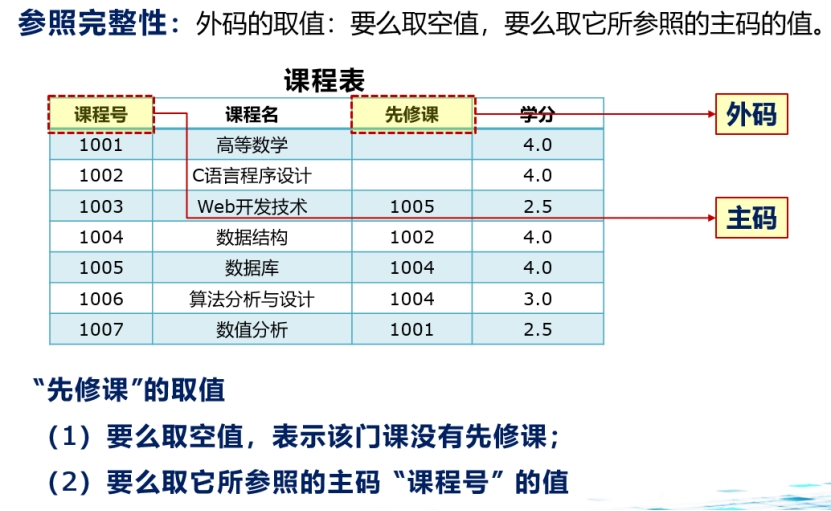 参照完整性：外码的取值：要么取空值，要么取它所参照的主码的值。
课程表
课程号 课程名 先修课 学分
外码
1001 高等数学 4.0
1002 C语言程序设计 4.0
1003 Web开发技术 1005 2.5
主码
1004 数据结构 1002 4.0
1005 数据库 1004 4.0
1006 算法分析与设计 1004 3.0
1007 数值分析 1001 2.5
“先修课”的取值
（1）要么取空值，表示该门课没有先修课；
（2）要么取它所参照的主码“课程号”的值